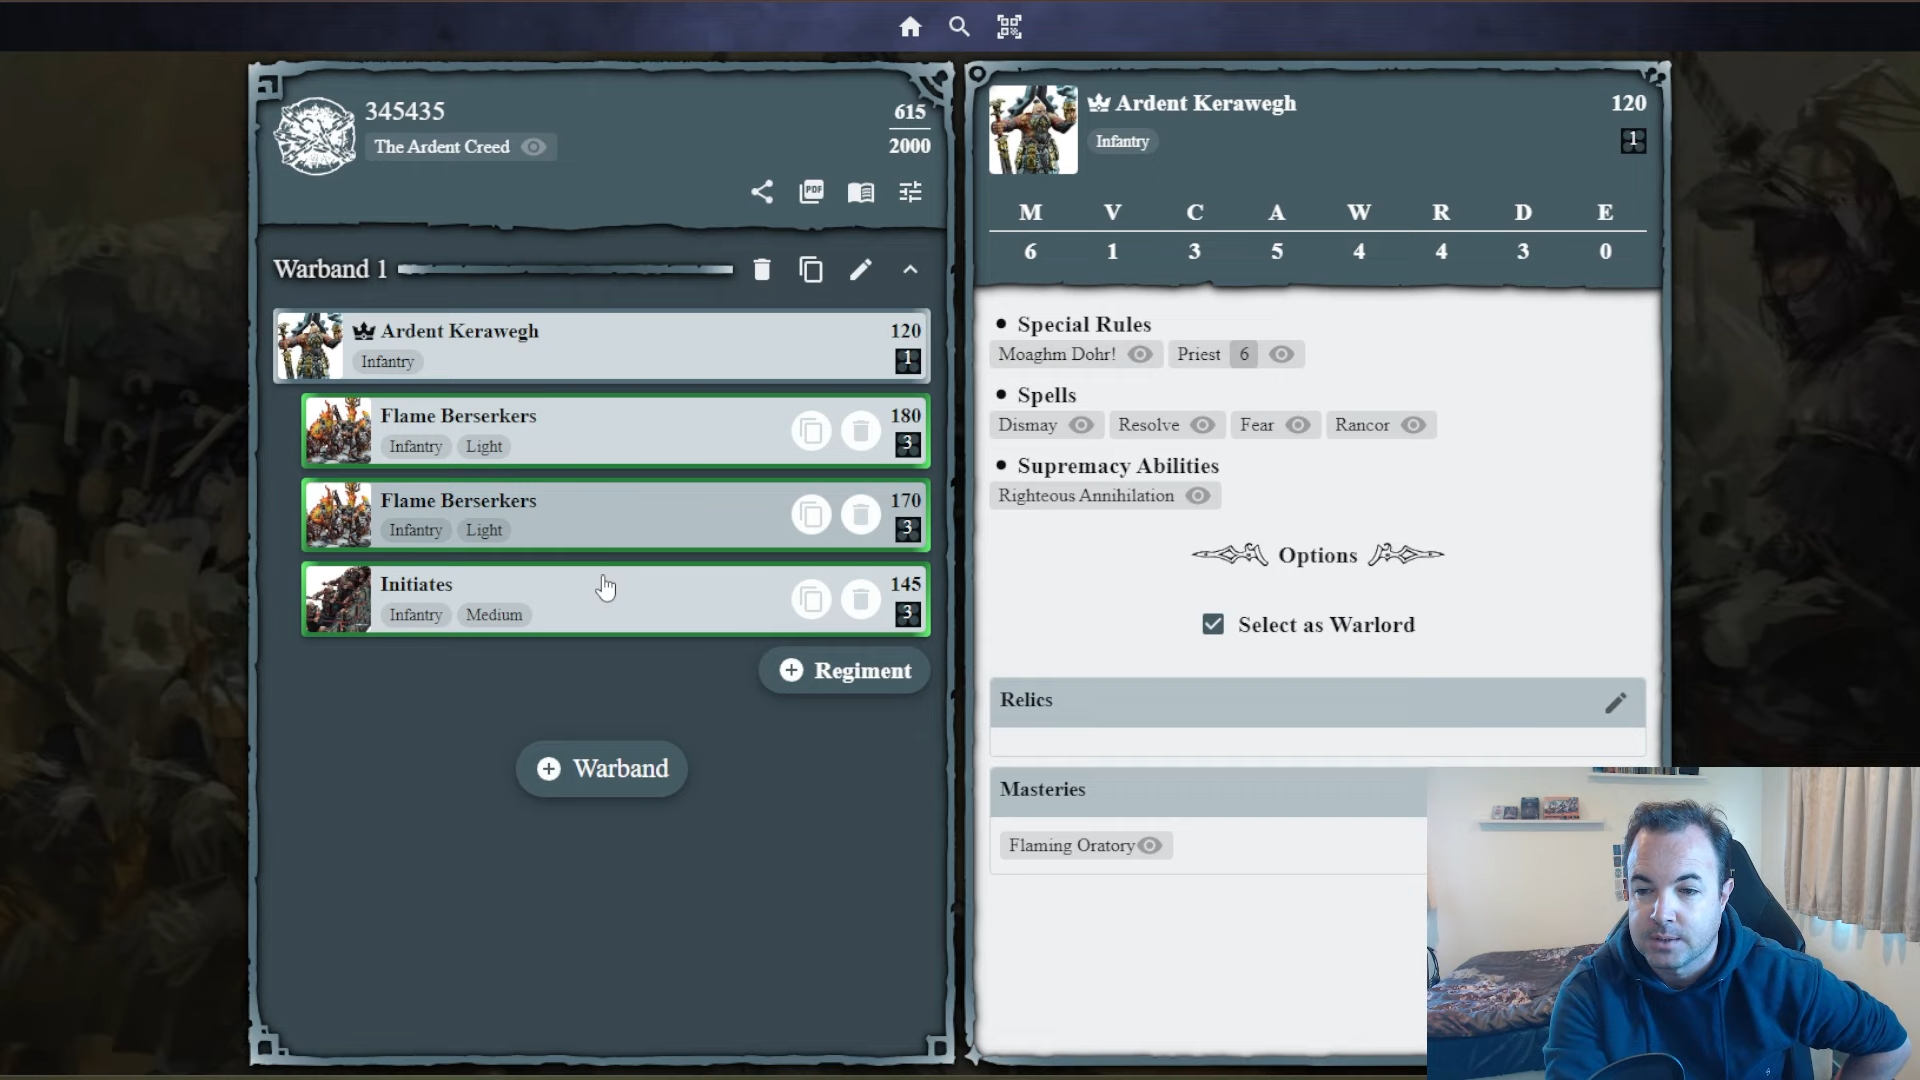 345435
615
The Ardent Creed
2000
PDF
Warband 1
Ardent Kerawegh
120
Infantry
1
Flame Berserkers
180
Infantry Light
3
Flame Berserkers
170
Infantry Light
3
Initiates
145
Infantry Medium
3
Regiment
Warband
Ardent Kerawegh
120
Infantry
1
M V C A W R D E
6 1 3 5 4 4 3 0
Special Rules
Moaghm Dohr! Priest 6
Spells
Dismay Resolve Fear Rancor
Supremacy Abilities
Righteous Annihilation
Options
Select as Warlord
Relics
Masteries
Flaming Oratory